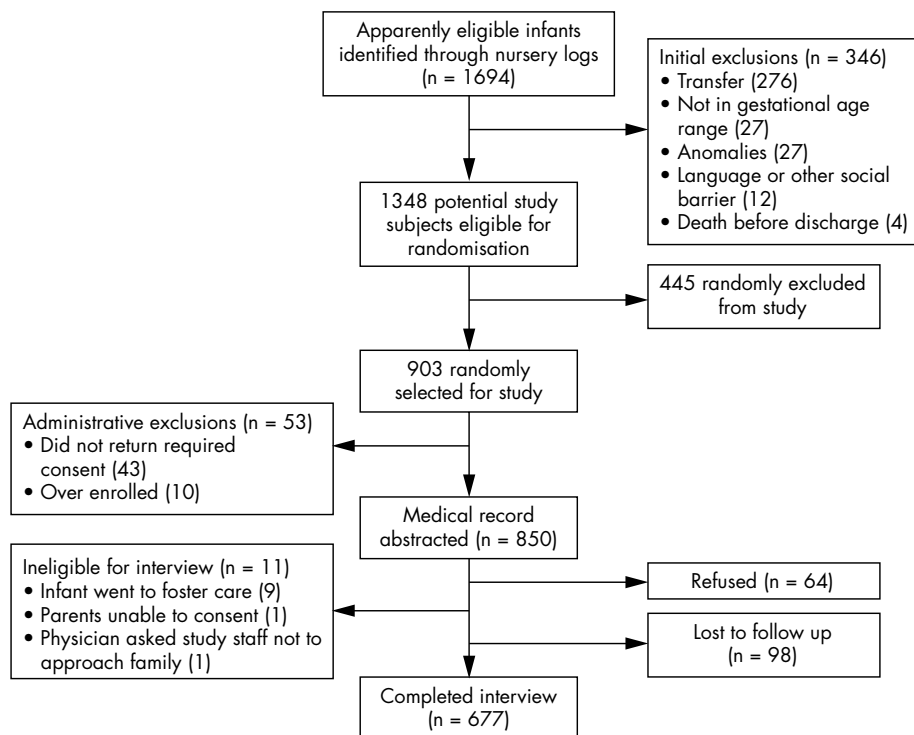 Apparently eligible infants
identified through nursery logs
(n = 1694)
Initial exclusions (n = 346)
• Transfer (276)
• Not in gestational age
range (27)
• Anomalies (27)
• Language or other social
barrier (12)
• Death before discharge (4)
1348 potential study
subjects eligible for
randomisation
445 randomly excluded
from study
903 randomly
selected for study
Administrative exclusions (n = 53)
• Did not return required
consent (43)
• Over enrolled (10)
Medical record
abstracted (n = 850)
Ineligible for interview (n = 11)
• Infant went to foster care (9)
• Parents unable to consent (1)
• Physician asked study staff not to
approach family (1)
Refused (n = 64)
Lost to follow up
(n = 98)
Completed interview
(n = 677)